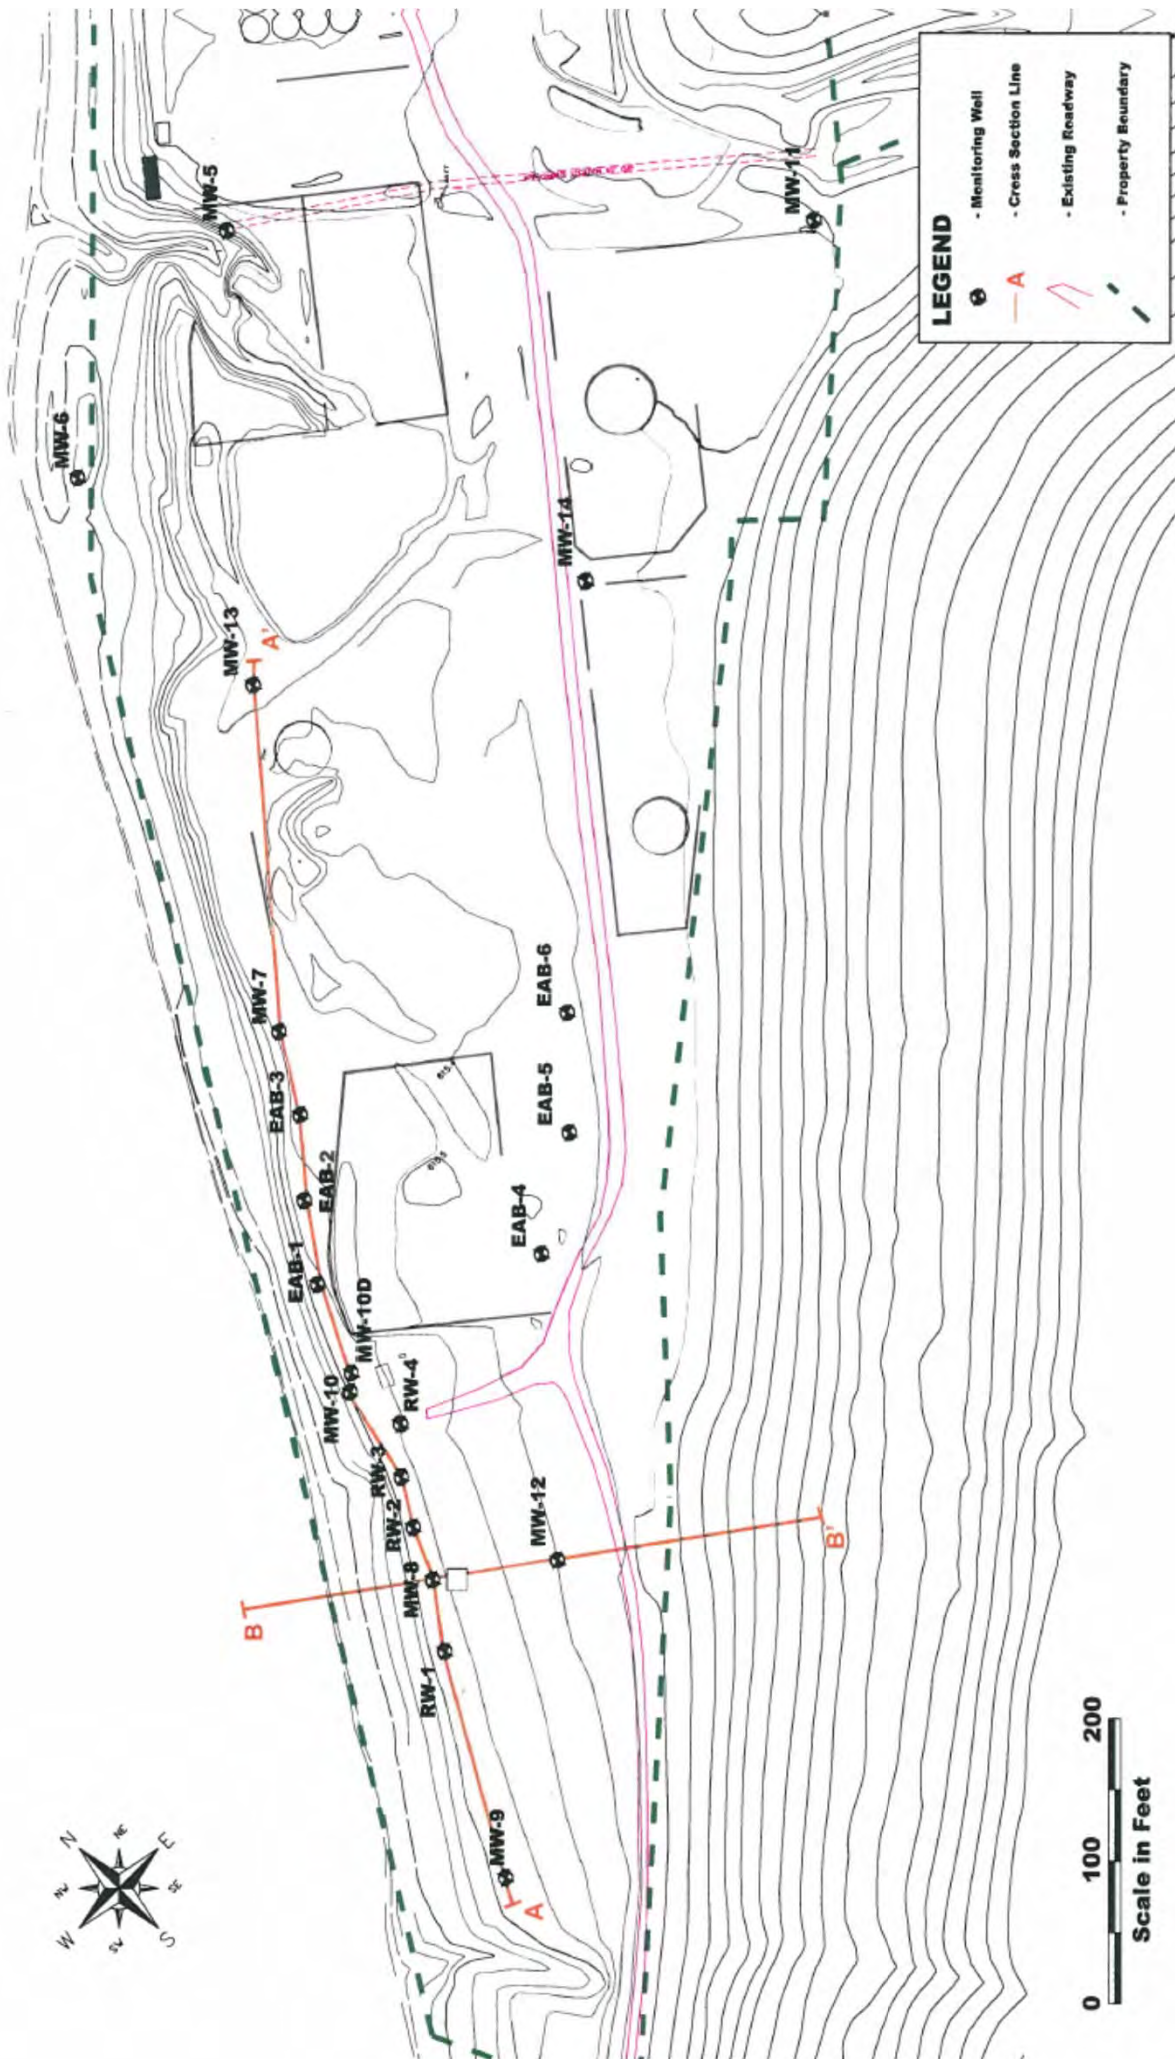 MW-5
MW-6
MW-11
MW-14
MW-13
A'
MW-7
EAB-6
EAB-3
EAB-5
EAB-2
EAB-4
EAB-1
MW-10D
MW-10
RW-4
RW-3
RW-2
MW-12
MW-8
B
B'
RW-1
MW-9
A
N
NE
E
SE
S
W
LEGEND
- Monitoring Well
A - Cross Section Line
- Existing Roadway
- Property Boundary
0 100 200
Scale in Feet